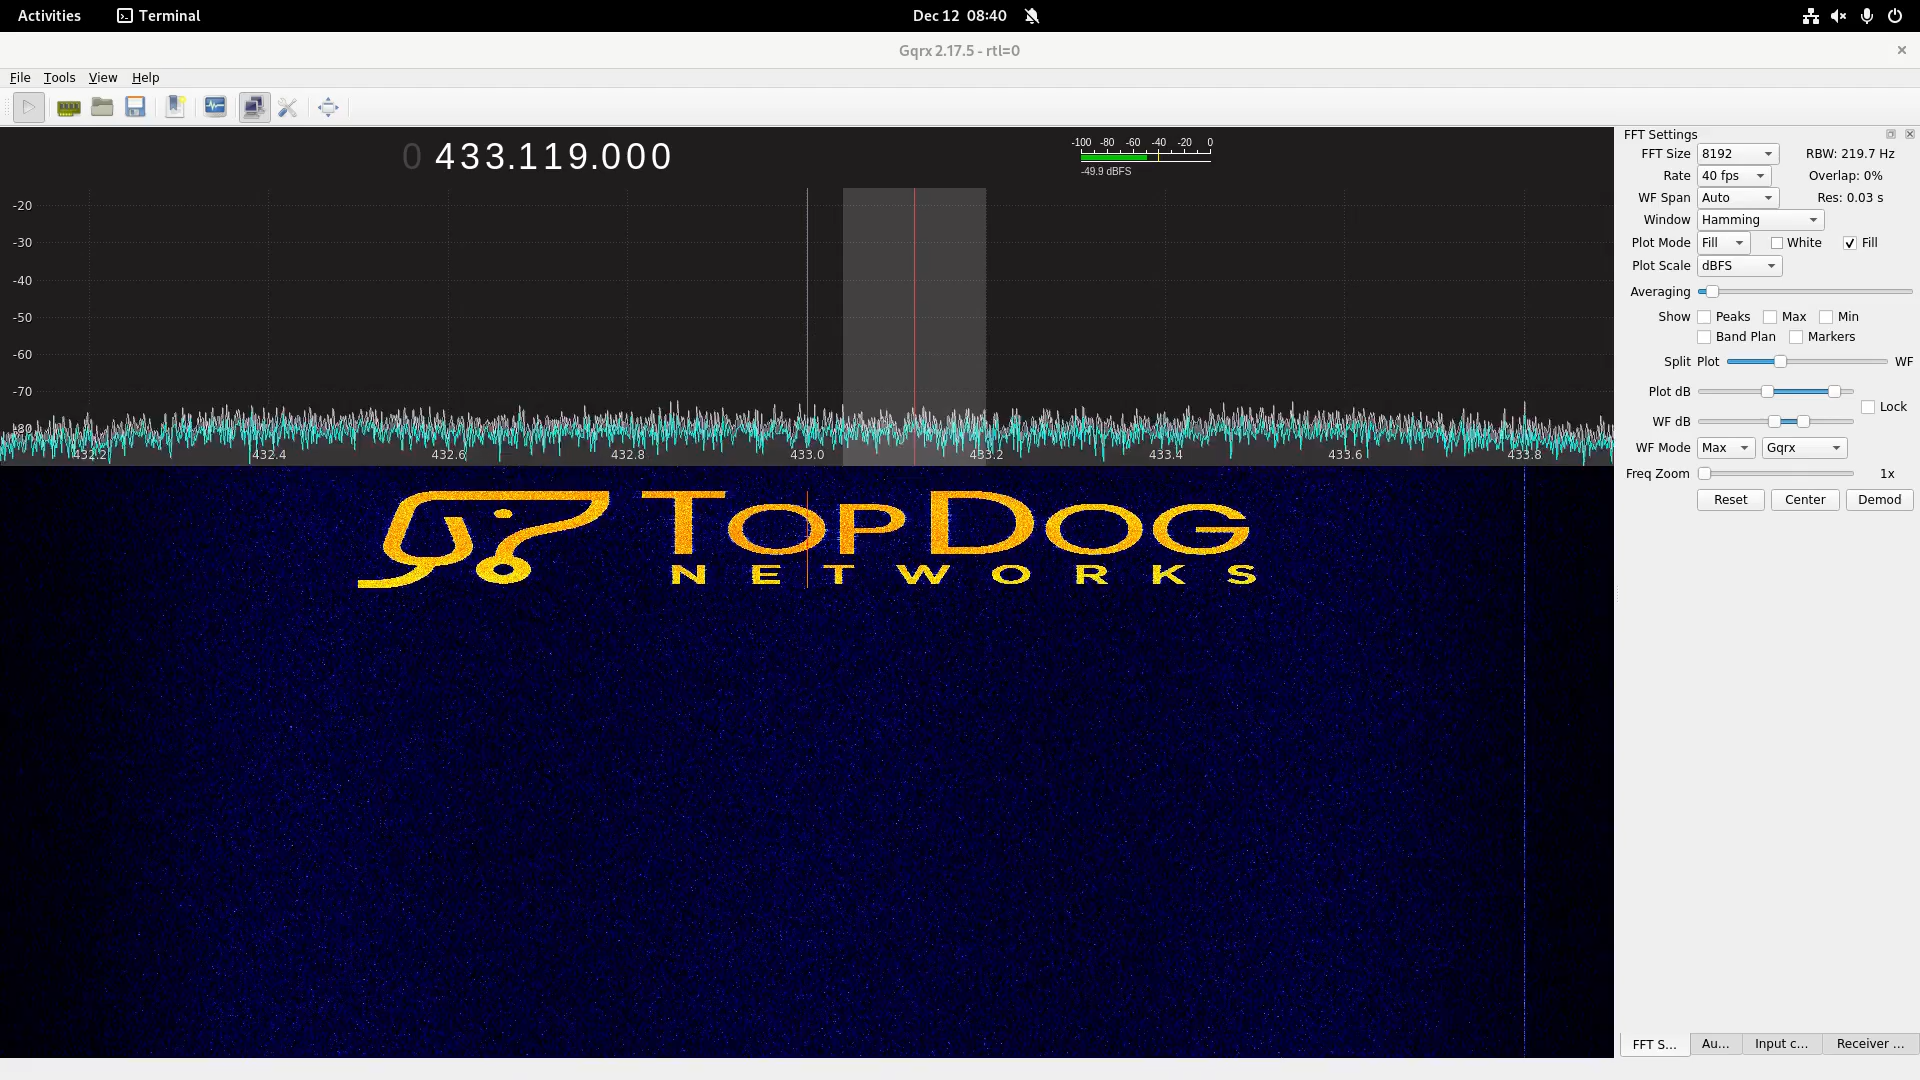 Activities Terminal Dec 12 08:40
Gqrx 2.17.5 - rtl=0
File Tools View Help
0 433.119.000
-100 -80 -60 -40 -20 0
-49.9 dBFS
-20
-30
-40
-50
-60
-70
-80
432.2 432.4 432.6 432.8 433.0 433.2 433.4 433.6 433.8
TOPDOG
NETWORKS
FFT Settings
FFT Size 8192 RBW: 219.7 Hz
Rate 40 fps Overlap: 0%
WF Span Auto Res: 0.03 s
Window Hamming
Plot Mode Fill White Fill
Plot Scale dBFS
Averaging
Show Peaks Max Min
Band Plan Markers
Split Plot WF
Plot dB
Lock
WF dB
WF Mode Max Gqrx
Freq Zoom 1x
Reset Center Demod
FFT S... Au... Input c... Receiver ...